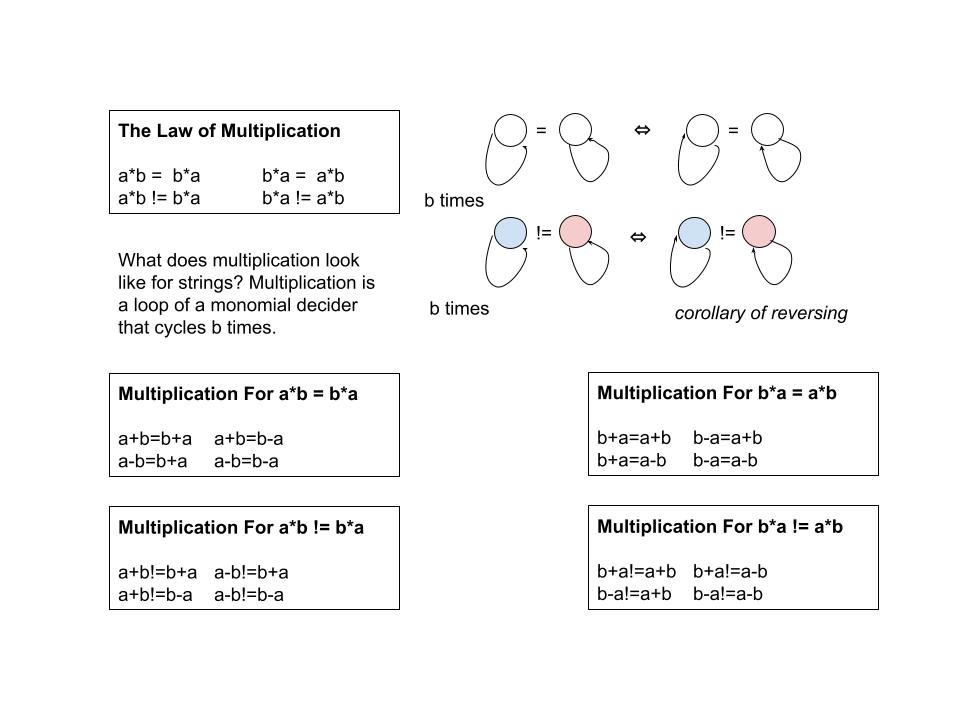 The Law of Multiplication
a*b =  b*a b*a =  a*b
a*b != b*a b*a != a*b
= ⇔ =
b times
!= ⇔ !=
b times
corollary of reversing
What does multiplication look
like for strings? Multiplication is
a loop of a monomial decider
that cycles b times.
Multiplication For a*b = b*a
a+b=b+a a+b=b-a
a-b=b+a a-b=b-a
Multiplication For b*a = a*b
b+a=a+b b-a=a+b
b+a=a-b b-a=a-b
Multiplication For a*b != b*a
a+b!=b+a a-b!=b+a
a+b!=b-a a-b!=b-a
Multiplication For b*a != a*b
b+a!=a+b b+a!=a-b
b-a!=a+b b-a!=a-b